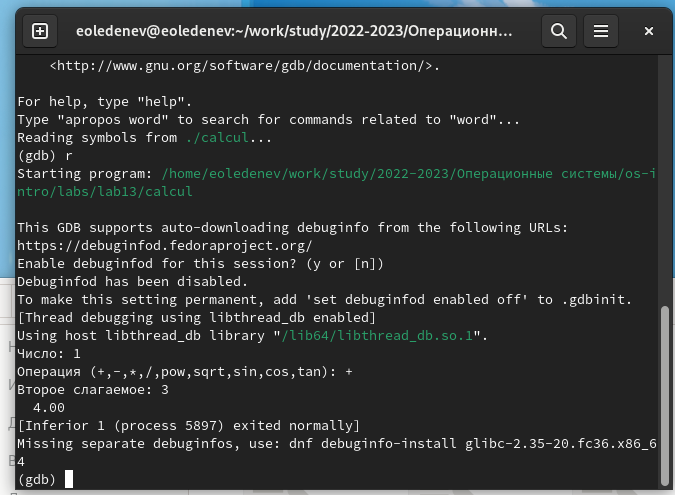 eoledenev@eoledenev:~/work/study/2022-2023/Операционн...
<http://www.gnu.org/software/gdb/documentation/>.
For help, type "help".
Type "apropos word" to search for commands related to "word"...
Reading symbols from ./calcul...
(gdb) r
Starting program: /home/eoledenev/work/study/2022-2023/Операционные системы/os-i
ntro/labs/lab13/calcul
This GDB supports auto-downloading debuginfo from the following URLs:
https://debuginfod.fedoraproject.org/
Enable debuginfod for this session? (y or [n])
Debuginfod has been disabled.
To make this setting permanent, add 'set debuginfod enabled off' to .gdbinit.
[Thread debugging using libthread_db enabled]
Using host libthread_db library "/lib64/libthread_db.so.1".
Число: 1
Операция (+,-,*,/,pow,sqrt,sin,cos,tan): +
Второе слагаемое: 3
4.00
[Inferior 1 (process 5897) exited normally]
Missing separate debuginfos, use: dnf debuginfo-install glibc-2.35-20.fc36.x86_6
4
(gdb)